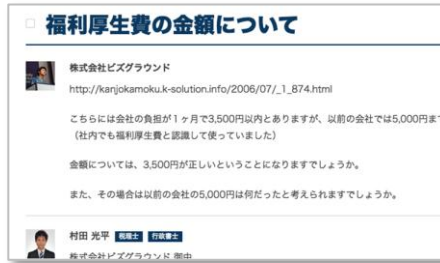 福利厚生費の金額について
株式会社ビズグラウンド
http://kanjokamoku.k-solution.info/2006/07/_1_874.html
こちらには会社の負担が1ヶ月で3,500円以内とありますが、以前の会社では5,000円ま
（社内でも福利厚生費と認識して使っていました）
金額については、3,500円が正しいということになりますでしょうか。
また、その場合は以前の会社の5,000円は何だったと考えられますでしょうか。
村田 光平 税理士 行政書士
株式会社ビズグラウンド 御中